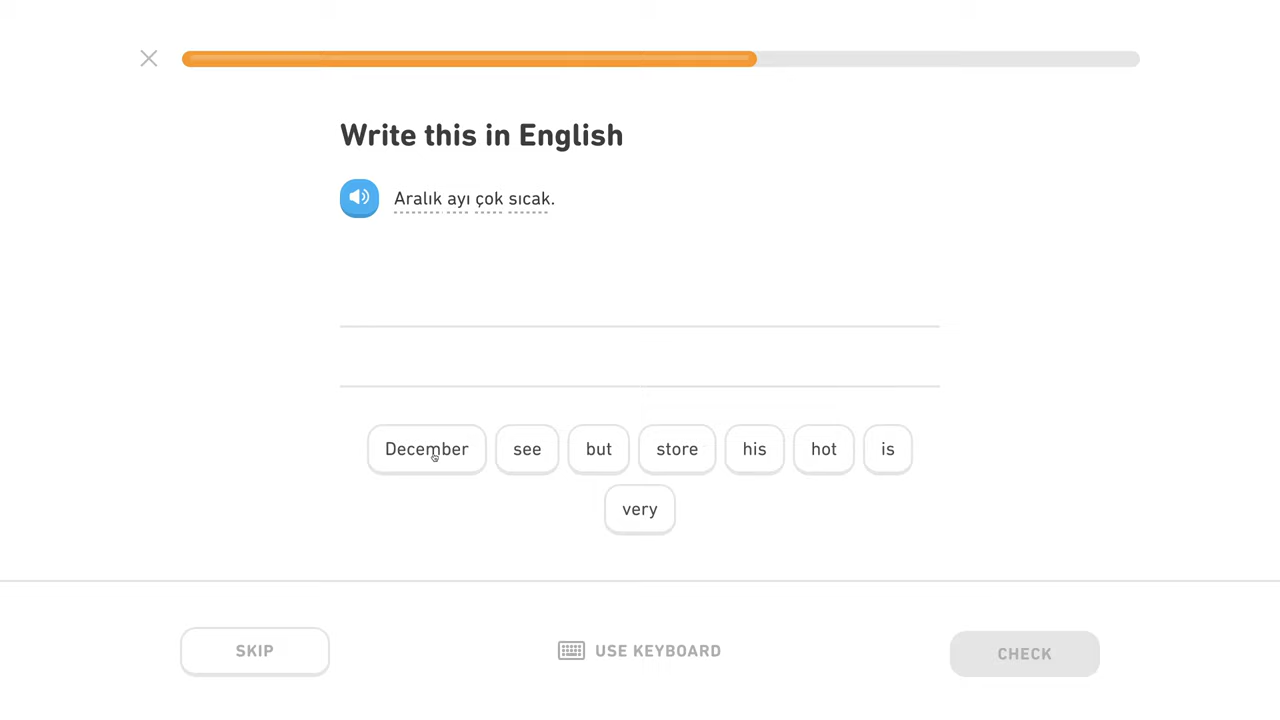 Write this in English
Aralık ayı çok sıcak.
December see but store his hot is
very
SKIP USE KEYBOARD CHECK